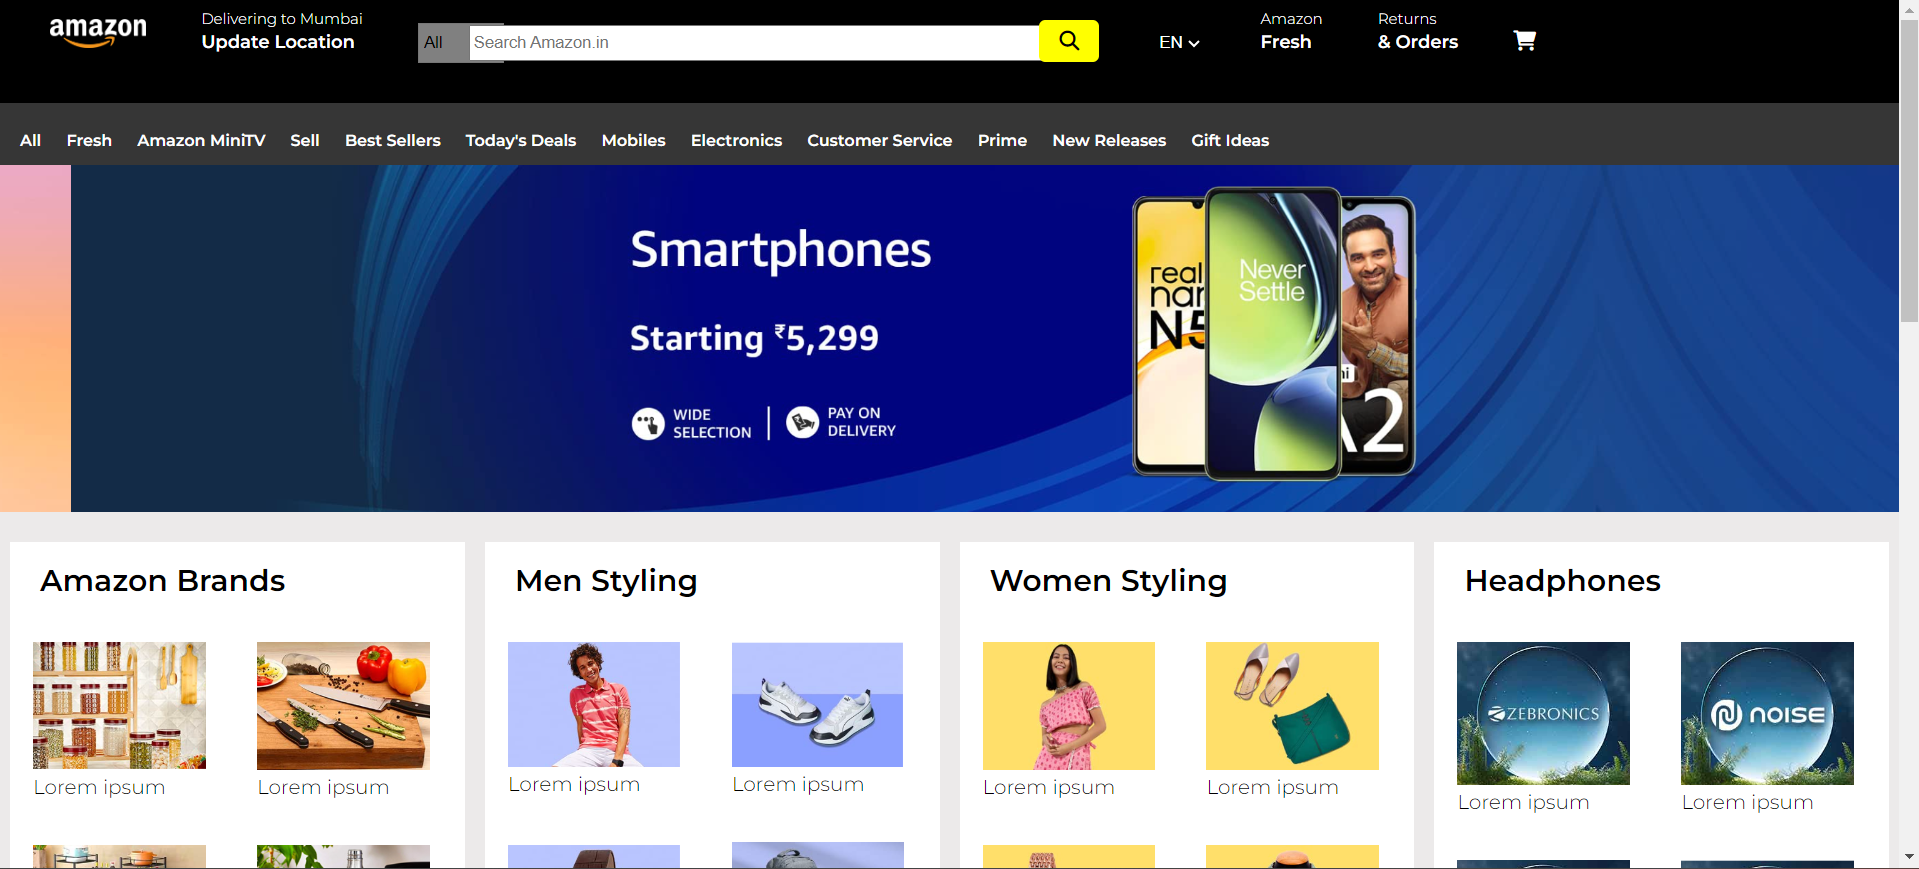 amazon
Delivering to Mumbai
Update Location
All
Search Amazon.in
EN
Amazon
Fresh
Returns
& Orders
All Fresh Amazon MiniTV Sell Best Sellers Today's Deals Mobiles Electronics Customer Service Prime New Releases Gift Ideas
Smartphones
Starting ₹5,299
WIDE
SELECTION
PAY ON
DELIVERY
real
nar
N5
Never
Settle
A2
Amazon Brands
Men Styling
Women Styling
Headphones
ZEBRONICS
noise
Lorem ipsum
Lorem ipsum
Lorem ipsum
Lorem ipsum
Lorem ipsum
Lorem ipsum
Lorem ipsum
Lorem ipsum